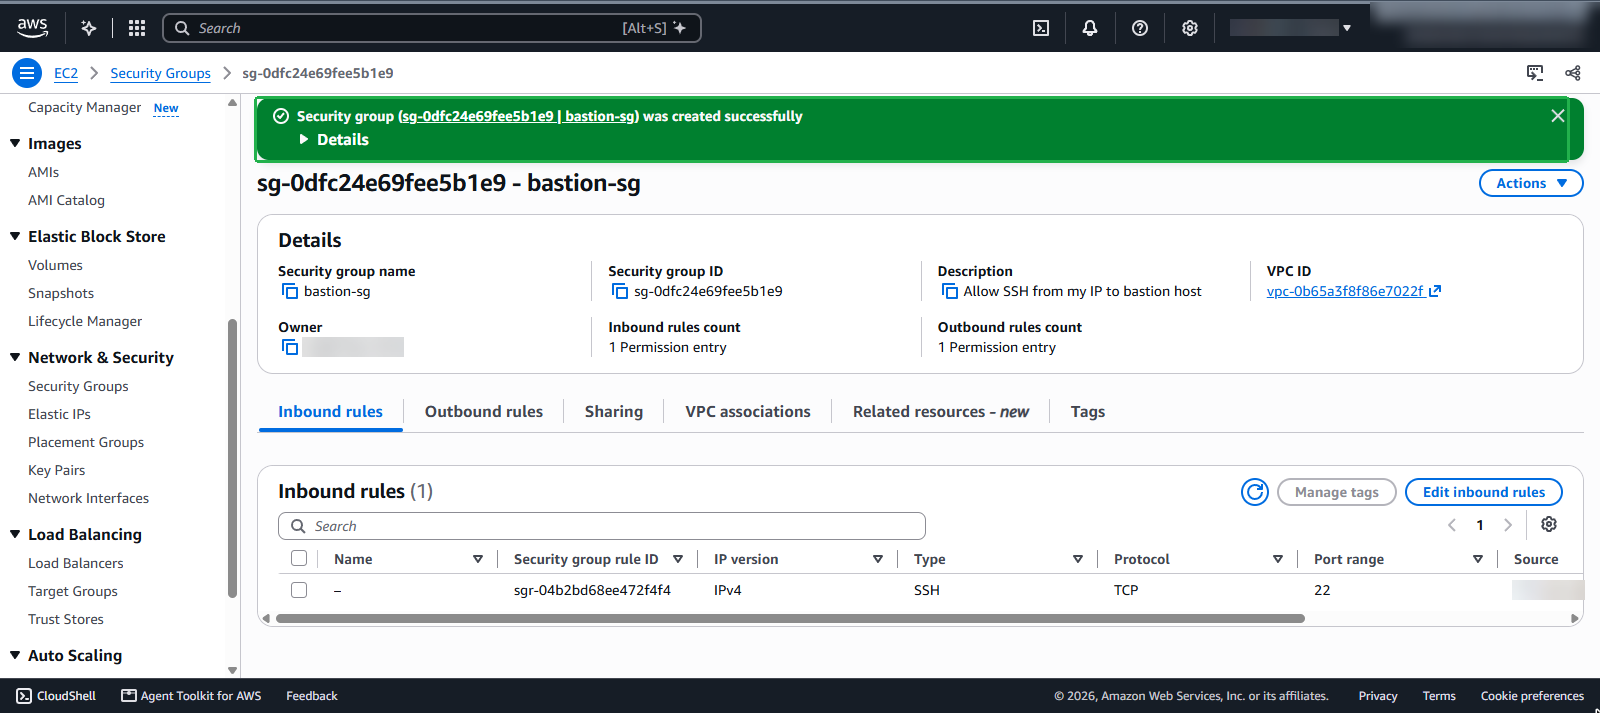 aws
Search [Alt+S]
EC2 Security Groups sg-0dfc24e69fee5b1e9
Capacity Manager New
Images
AMIs
AMI Catalog
Elastic Block Store
Volumes
Snapshots
Lifecycle Manager
Network & Security
Security Groups
Elastic IPs
Placement Groups
Key Pairs
Network Interfaces
Load Balancing
Load Balancers
Target Groups
Trust Stores
Auto Scaling
Security group (sg-0dfc24e69fee5b1e9 | bastion-sg) was created successfully
Details
sg-0dfc24e69fee5b1e9 - bastion-sg
Actions
Details
Security group name
bastion-sg
Security group ID
sg-0dfc24e69fee5b1e9
Description
Allow SSH from my IP to bastion host
VPC ID
vpc-0b65a3f8f86e7022f
Owner
Inbound rules count
1 Permission entry
Outbound rules count
1 Permission entry
Inbound rules Outbound rules Sharing VPC associations Related resources - new Tags
Inbound rules (1)
Manage tags Edit inbound rules
Search
1
Name Security group rule ID IP version Type Protocol Port range Source
– sgr-04b2bd68ee472f4f4 IPv4 SSH TCP 22
CloudShell Agent Toolkit for AWS Feedback © 2026, Amazon Web Services, Inc. or its affiliates. Privacy Terms Cookie preferences